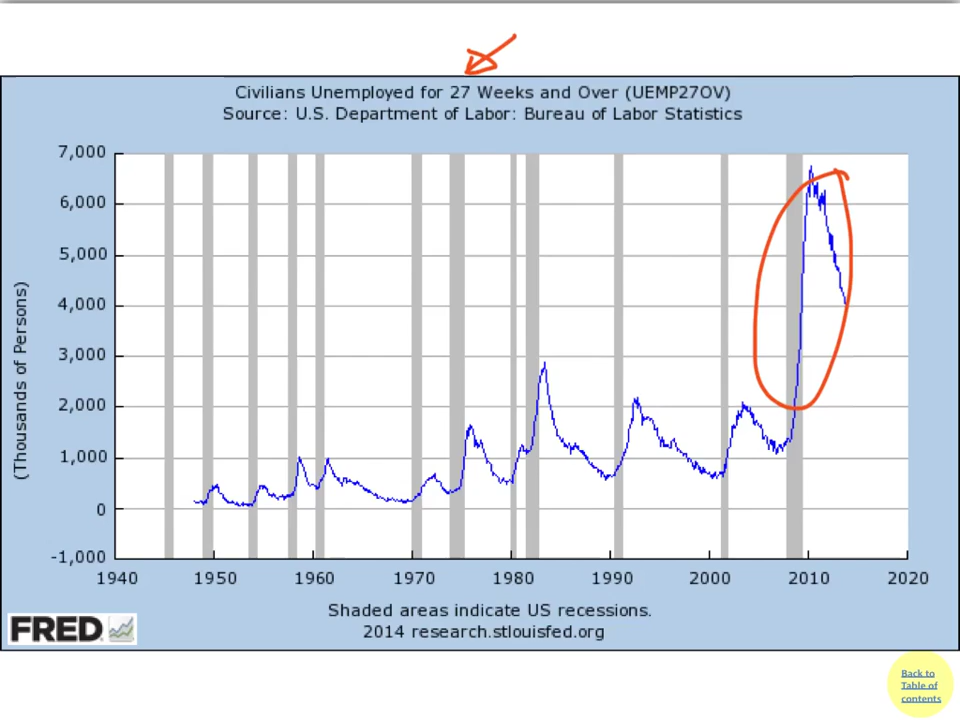 Civilians Unemployed for 27 Weeks and Over (UEMP27OV)
Source: U.S. Department of Labor: Bureau of Labor Statistics
(Thousands of Persons)
7,000
6,000
5,000
4,000
3,000
2,000
1,000
0
-1,000
1940 1950 1960 1970 1980 1990 2000 2010 2020
Shaded areas indicate US recessions.
2014 research.stlouisfed.org
FRED
Back to
Table of
contents